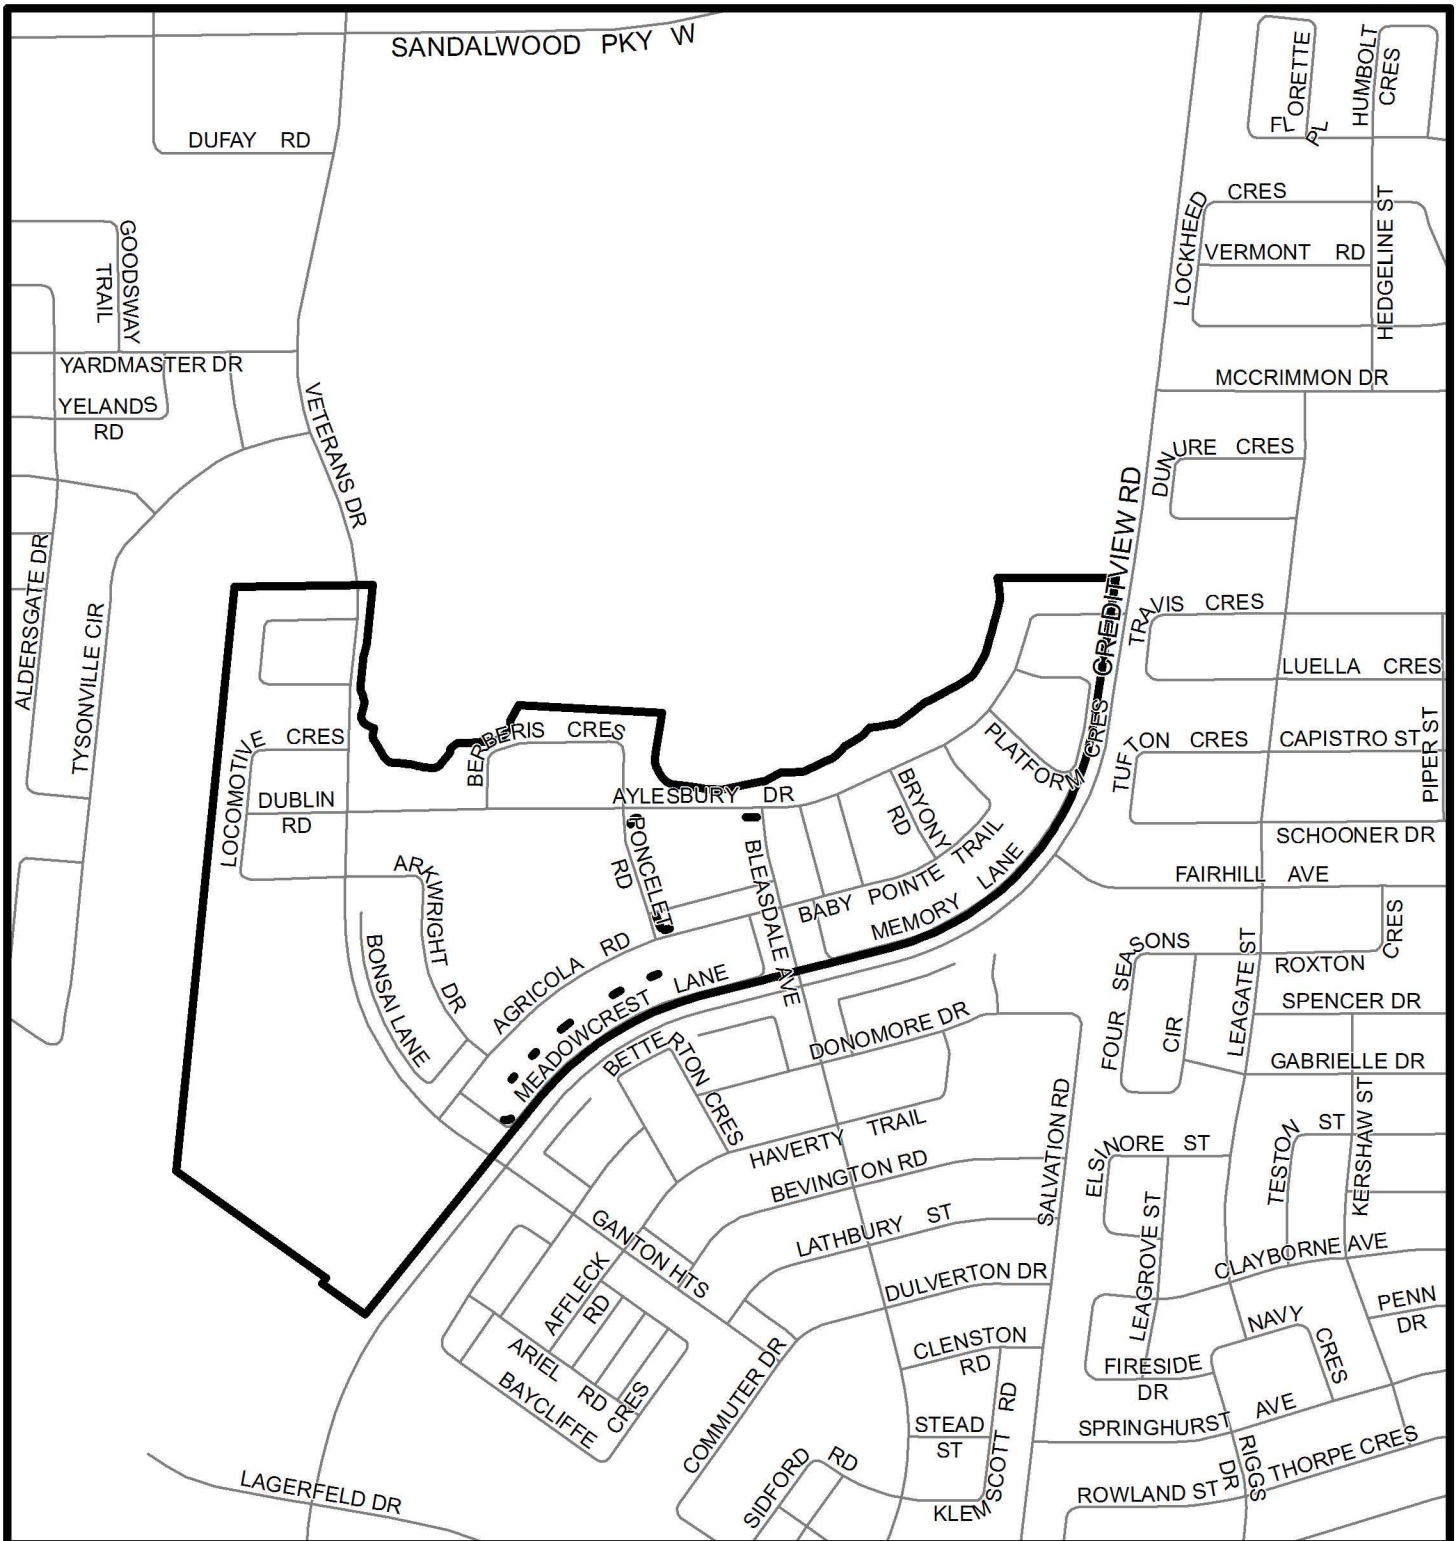 SANDALWOOD PKY W
FLORETTE
PL
HUMBOLT
CRES
DUFAY RD
LOCKHEED CRES
HEDGELINE ST
GOODSWAY
TRAIL
VERMONT RD
YARDMASTER DR
MCCRIMMON DR
YELANDS
RD
VETERANS DR
DUNURE CRES
CREDITVIEW RD
ALDERSGATE DR
TYSONVILLE CIR
TRAVIS CRES
LUELLA CRES
BERBERIS CRES
LOCOMOTIVE CRES
PLATFORM CRES
TUFTON CRES
CAPISTRO ST
PIPER ST
DUBLIN
RD
AYLESBURY DR
BRYONY
RD
SCHOONER DR
PONCELET
RD
BLEASDALE AVE
ARKWRIGHT DR
BABY POINTE TRAIL
MEMORY LANE
FAIRHILL AVE
BONSAI LANE
AGRICOLA RD
MEADOWCREST LANE
FOUR SEASONS
CIR
ROXTON
CRES
LEAGATE ST
SPENCER DR
BETTERTON CRES
DONOMORE DR
GABRIELLE DR
HAVERTY TRAIL
SALVATION RD
ELSINORE ST
TESTON ST
KERSHAW ST
BEVINGTON RD
LEAGROVE ST
GANTON HTS
LATHBURY ST
CLAYBORNE AVE
AFFLECK
RD
DULVERTON DR
NAVY CRES
PENN
DR
ARIEL RD
CLENSTON
RD
FIRESIDE
DR
BAYCLIFFE CRES
COMMUTER DR
STEAD
ST
KLEM SCOTT RD
SPRINGHURST AVE
SIDFORD RD
RIGGS
DR
THORPE CRES
LAGERFELD DR
ROWLAND ST